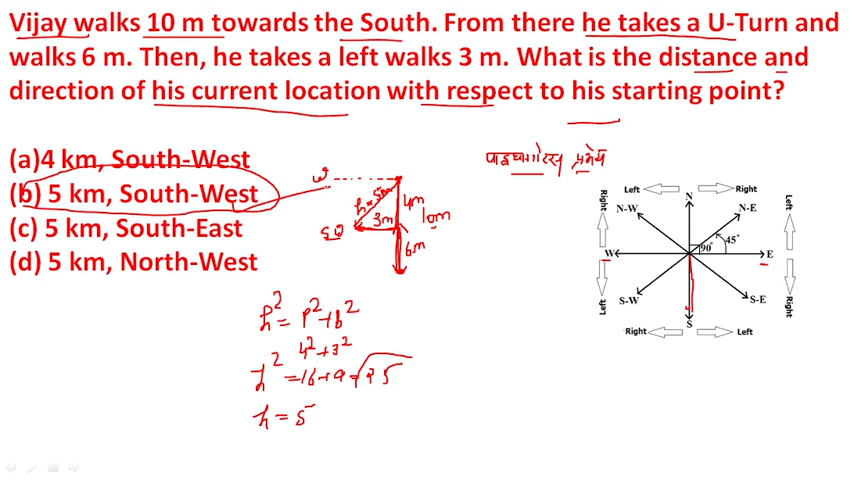 Vijay walks 10 m towards the South. From there he takes a U-Turn and
walks 6 m. Then, he takes a left walks 3 m. What is the distance and
direction of his current location with respect to his starting point?
(a)4 km, South-West
(b) 5 km, South-West
(c) 5 km, South-East
(d) 5 km, North-West
W
h=5m
4m
10m
3m
6m
h²= p²+b²
4²+3²
h²=16+9=√25
h=5
प्रमेय
N
Left
Right
N-W
N-E
Right
Left
45°
90°
W
E
Left
Right
S-W
S-E
S
Right
Left